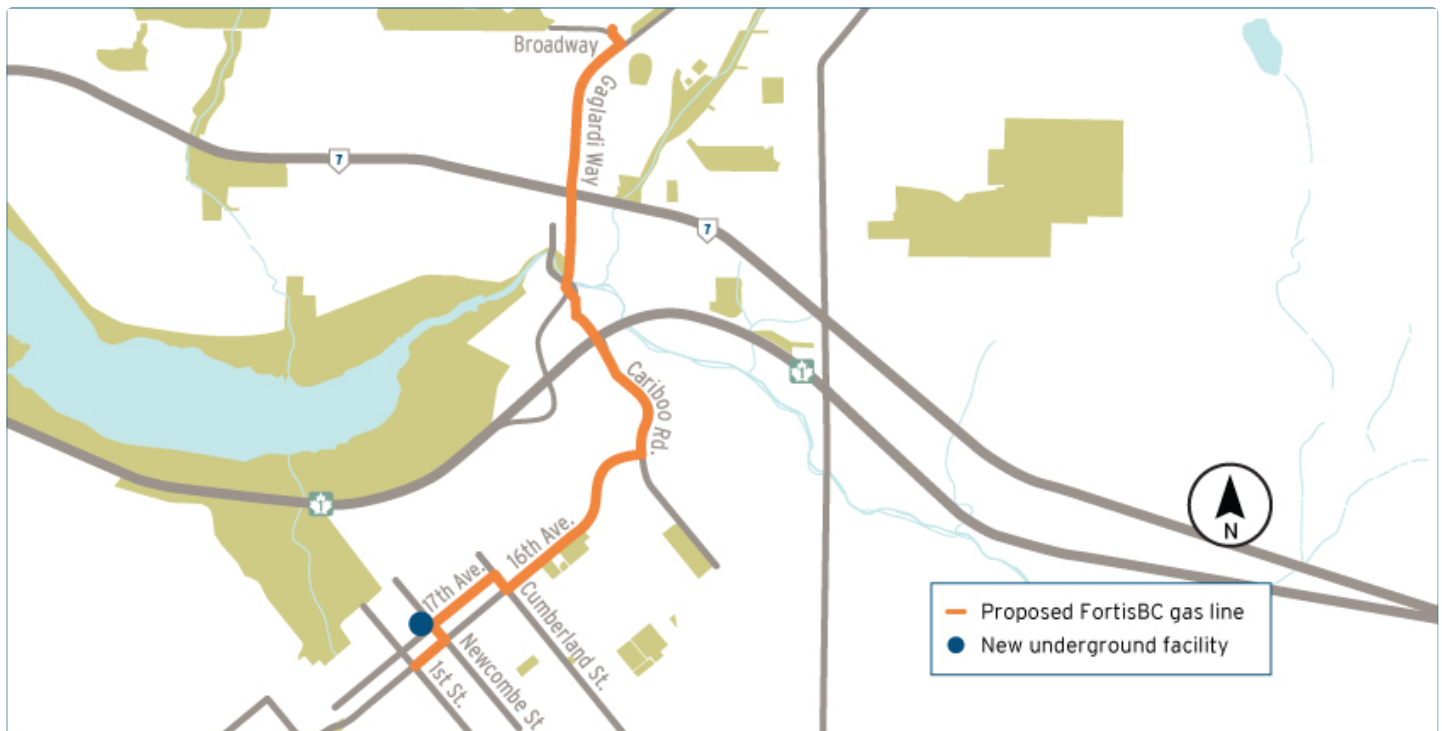 Broadway
Gaglardi Way
7
7
1
Cariboo Rd.
1
16th Ave.
17th Ave.
Cumberland St.
Newcombe St
1st St.
N
Proposed FortisBC gas line
New underground facility